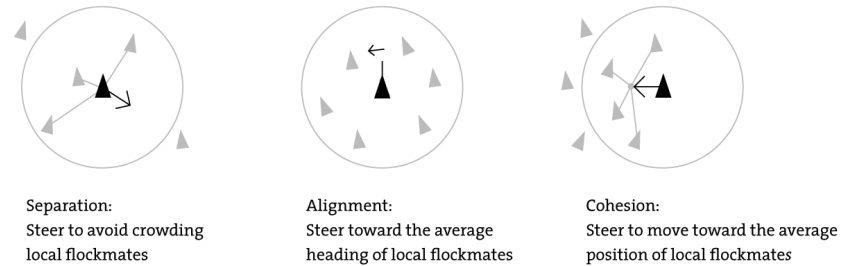 Separation:
Steer to avoid crowding
local flockmates
Alignment:
Steer toward the average
heading of local flockmates
Cohesion:
Steer to move toward the average
position of local flockmates